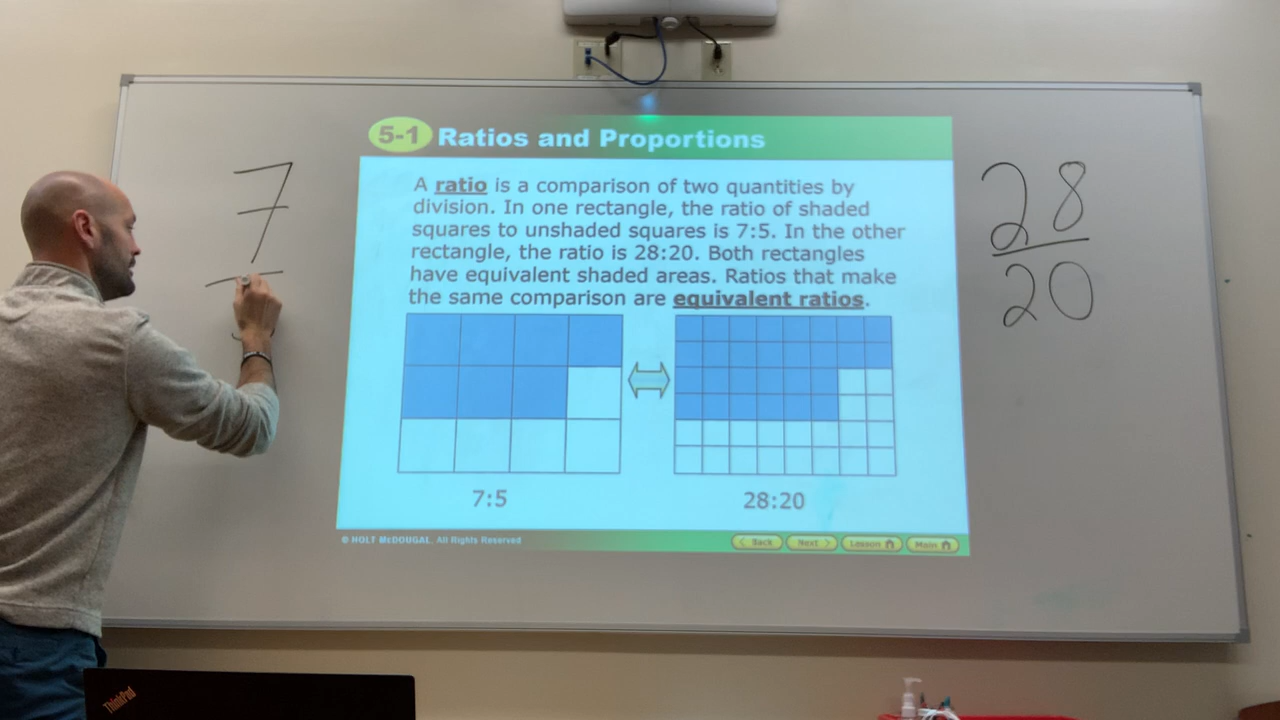 5-1 Ratios and Proportions
A ratio is a comparison of two quantities by
division. In one rectangle, the ratio of shaded
squares to unshaded squares is 7:5. In the other
rectangle, the ratio is 28:20. Both rectangles
have equivalent shaded areas. Ratios that make
the same comparison are equivalent ratios.
7:5
28:20
© HOLT McDOUGAL. All Rights Reserved
< Back Next > Lesson Main
7
28
20
ThinkPad